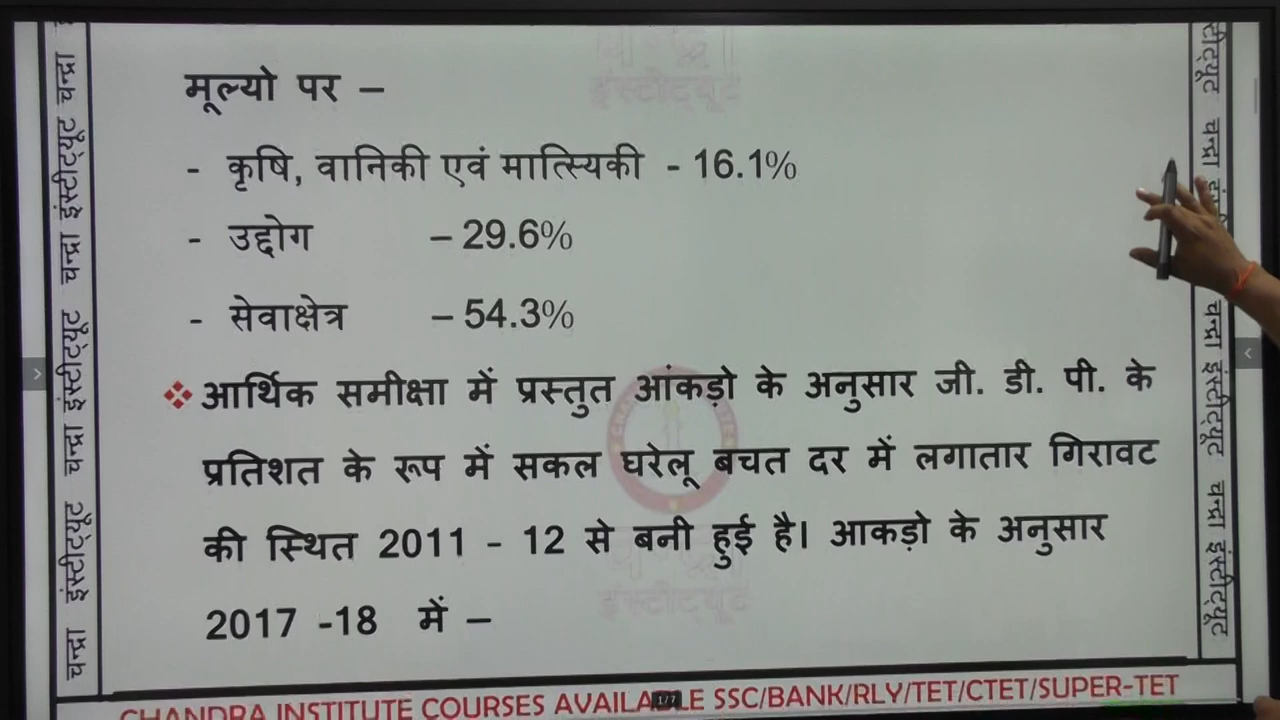 मूल्यो पर –
- कृषि, वानिकी एवं मात्स्यिकी - 16.1%
- उद्दोग – 29.6%
- सेवाक्षेत्र – 54.3%
❖ आर्थिक समीक्षा में प्रस्तुत आंकड़ो के अनुसार जी. डी. पी. के
प्रतिशत के रूप में सकल घरेलू बचत दर में लगातार गिरावट
की स्थित 2011 - 12 से बनी हुई है। आकड़ो के अनुसार
2017 -18 में –
चन्द्रा इंस्टीट्यूट चन्द्रा इंस्टीट्यूट चन्द्रा इंस्टीट्यूट चन्द्रा
चन्द्रा इंस्टीट्यूट चन्द्रा इंस्टीट्यूट
इंस्टीट्यूट
इंस्टीट्यूट
CHANDRA INSTITUTE COURSES AVAILABLE SSC/BANK/RLY/TET/CTET/SUPER-TET